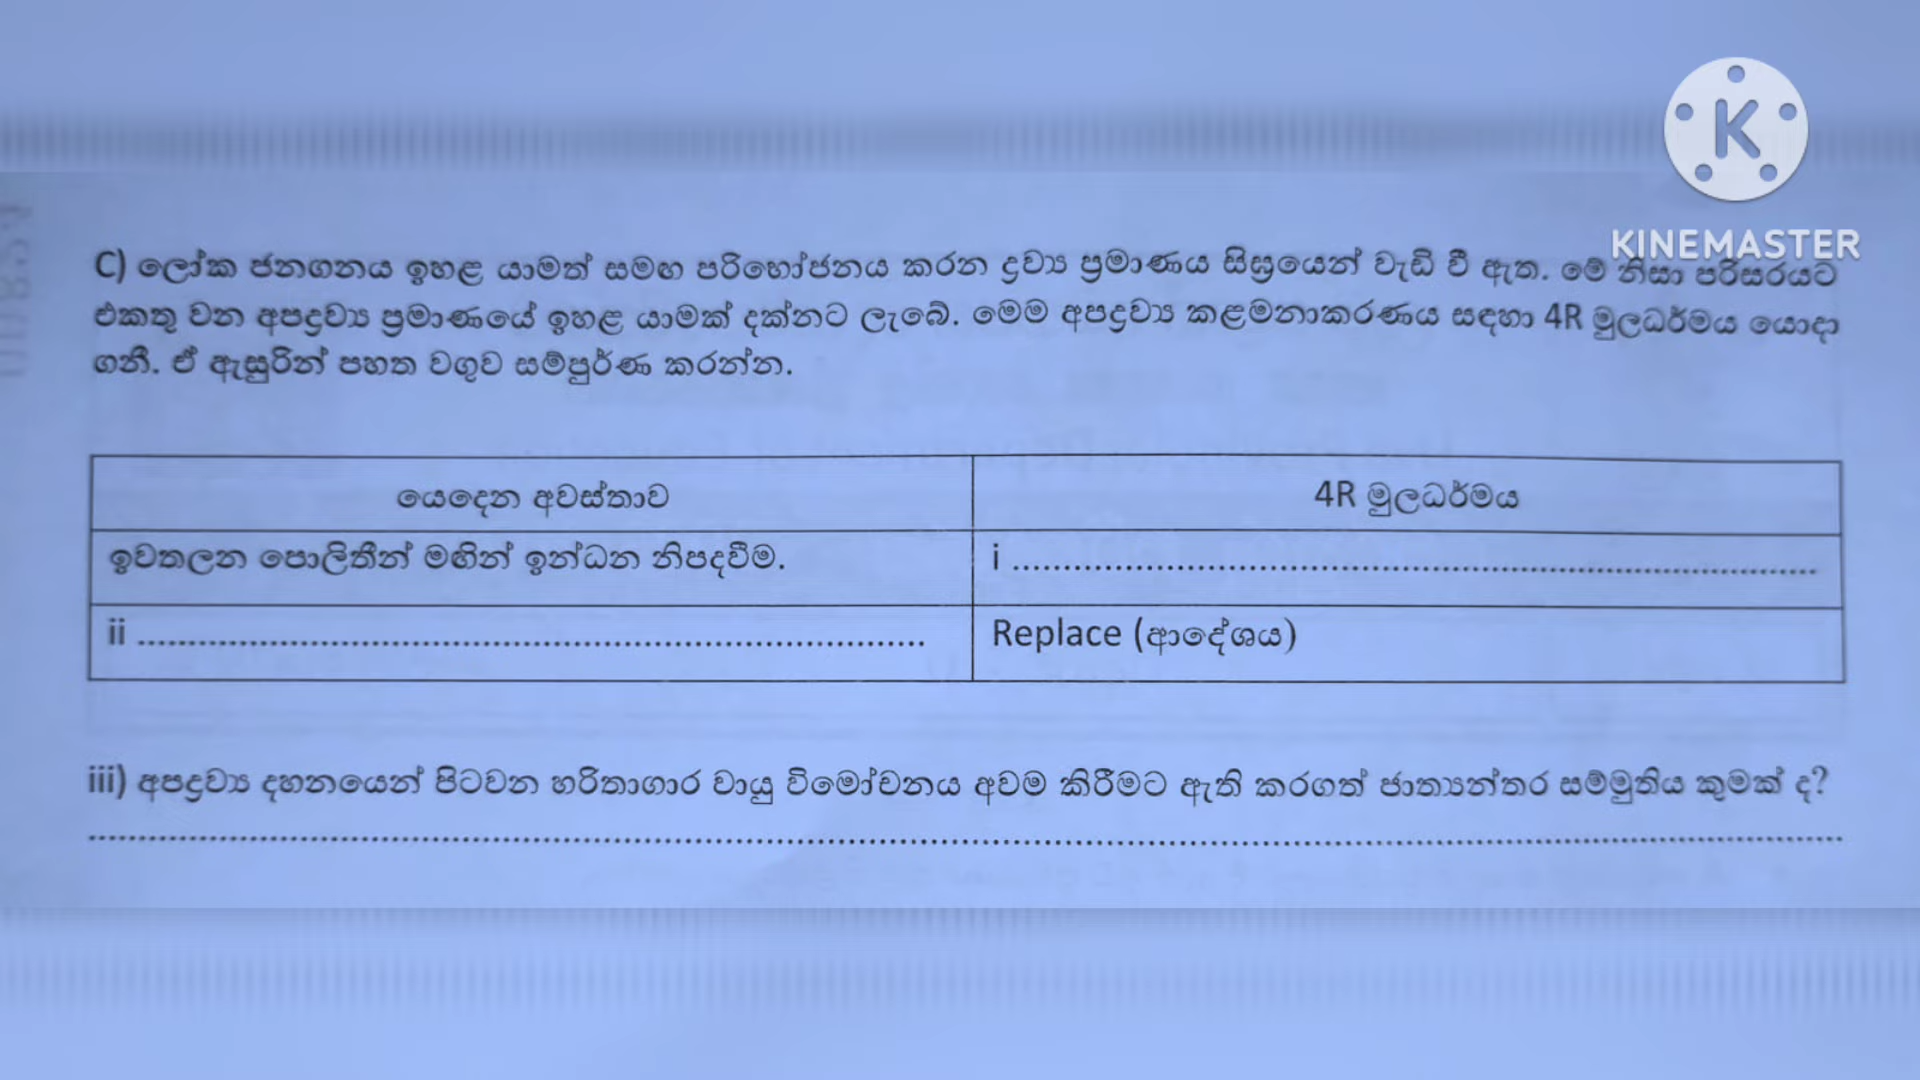 KINEMASTER
C) ලෝක ජනගනය ඉහළ යාමත් සමඟ පරිභෝජනය කරන ද්‍රව්‍ය ප්‍රමාණය සිඝ්‍රයෙන් වැඩි වී ඇත. මේ නිසා පරිසරයට
එකතු වන අපද්‍රව්‍ය ප්‍රමාණයේ ඉහළ යාමක් දක්නට ලැබේ. මෙම අපද්‍රව්‍ය කළමනාකරණය සඳහා 4R මූලධර්මය යොදා
ගනී. ඒ ඇසුරින් පහත වගුව සම්පුර්ණ කරන්න.
යෙදෙන අවස්තාව 4R මුලධර්මය
ඉවතලන පොලිතීන් මඟින් ඉන්ධන නිපදවීම. i ....................................................................................
ii ............................................................................... Replace (ආදේශය)
iii) අපද්‍රව්‍ය දහනයෙන් පිටවන හරිතාගාර වායු විමෝචනය අවම කිරීමට ඇති කරගත් ජාත්‍යන්තර සම්මුතිය කුමක් ද?